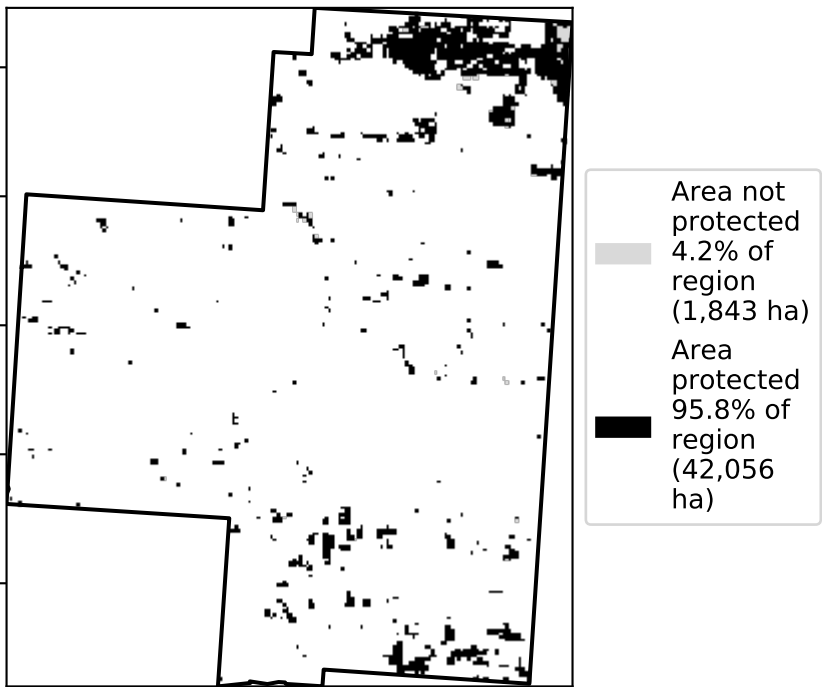 Area not
protected
4.2% of
region
(1,843 ha)
Area
protected
95.8% of
region
(42,056
ha)